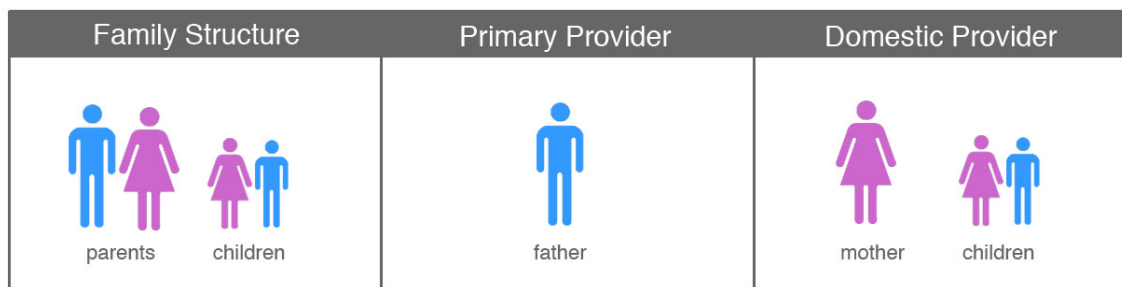 Family Structure
Primary Provider
Domestic Provider
parents
children
father
mother
children